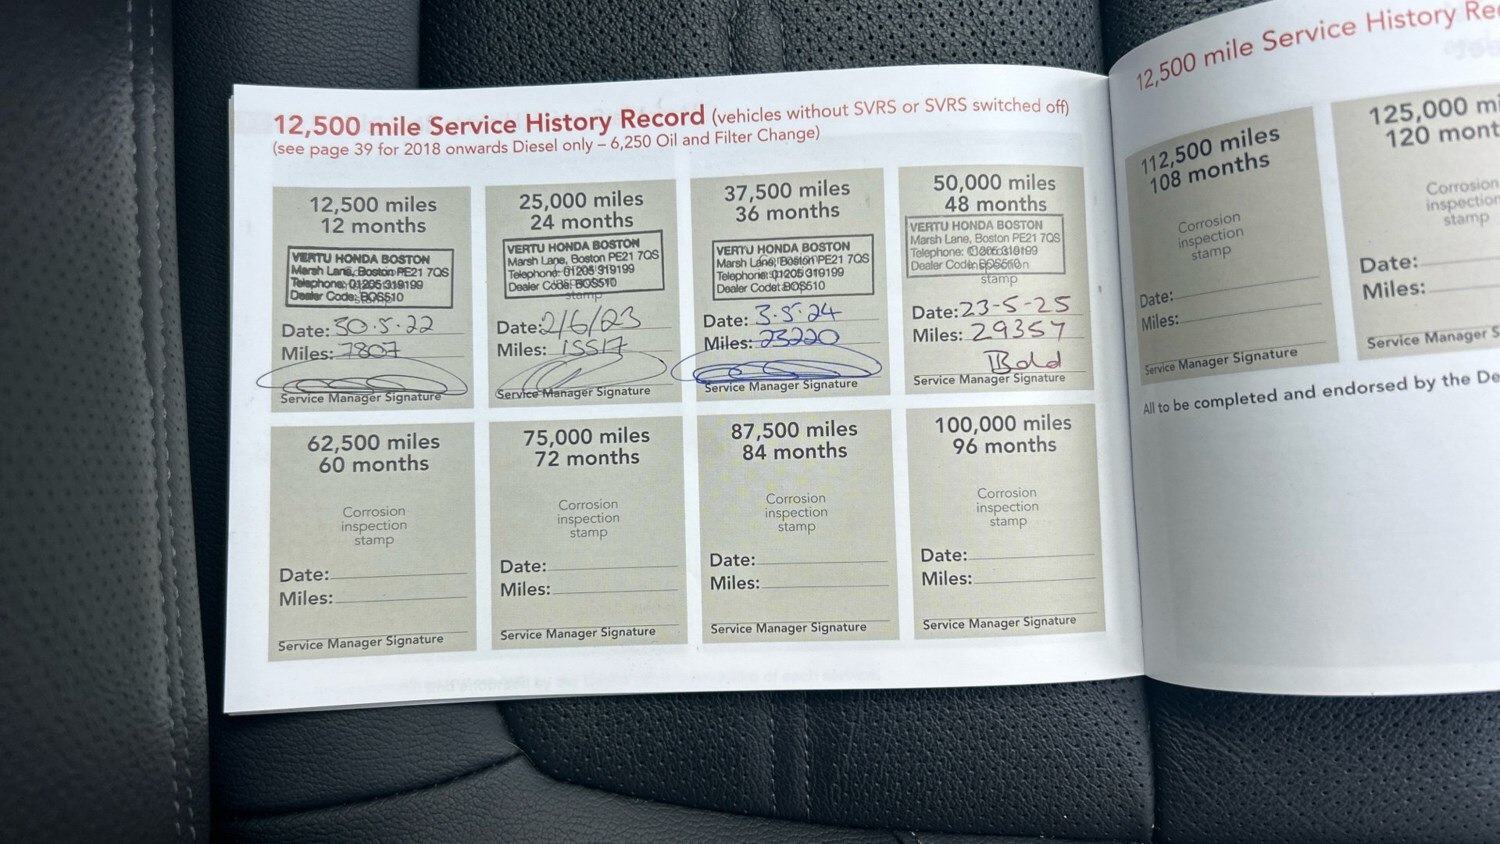 12,500 mile Service History Record (vehicles without SVRS or SVRS switched off)
(see page 39 for 2018 onwards Diesel only – 6,250 Oil and Filter Change)
12,500 miles
12 months
VERTU HONDA BOSTON
Marsh Lane, Boston PE21 7QS
Telephone: 01205 319199
Dealer Code: BOS510
Date: 30.5.22
Miles: 7807
Service Manager Signature
25,000 miles
24 months
VERTU HONDA BOSTON
Marsh Lane, Boston PE21 7QS
Telephone: 01205 319199
Dealer Code: BOS510
stamp
Date: 2/6/23
Miles: 15517
Service Manager Signature
37,500 miles
36 months
VERTU HONDA BOSTON
Marsh Lane, Boston PE21 7QS
Telephone: 01205 319199
Dealer Code: BOS510
Date: 3.5.24
Miles: 23220
Service Manager Signature
50,000 miles
48 months
VERTU HONDA BOSTON
Marsh Lane, Boston PE21 7QS
Telephone: 01205 319199
Dealer Code: BOS510
inspection
stamp
Date: 23-5-25
Miles: 29357
Service Manager Signature
62,500 miles
60 months
Corrosion
inspection
stamp
Date:
Miles:
Service Manager Signature
75,000 miles
72 months
Corrosion
inspection
stamp
Date:
Miles:
Service Manager Signature
87,500 miles
84 months
Corrosion
inspection
stamp
Date:
Miles:
Service Manager Signature
100,000 miles
96 months
Corrosion
inspection
stamp
Date:
Miles:
Service Manager Signature
12,500 mile Service History Re
112,500 miles
108 months
Corrosion
inspection
stamp
Date:
Miles:
Service Manager Signature
125,000 mi
120 mont
Corrosion
inspection
stamp
Date:
Miles:
Service Manager S
All to be completed and endorsed by the De